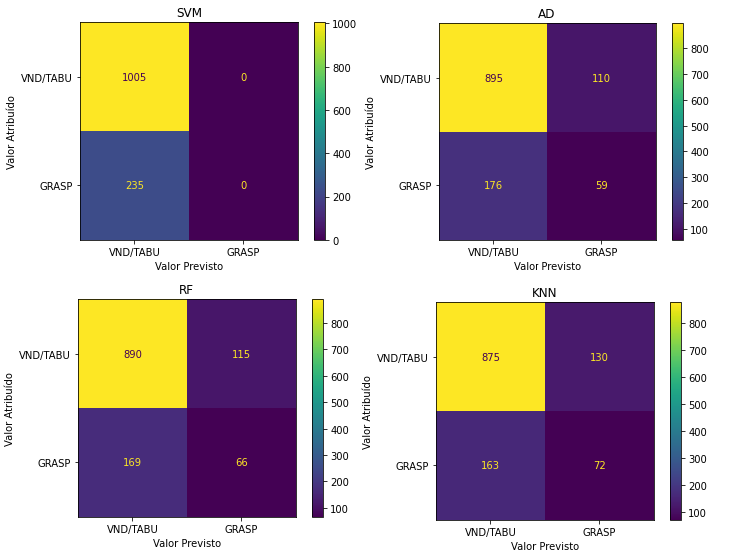 SVM
VND/TABU
GRASP
Valor Atribuído
1005
0
235
0
VND/TABU
GRASP
Valor Previsto
1000
800
600
400
200
0
AD
VND/TABU
GRASP
Valor Atribuído
895
110
176
59
VND/TABU
GRASP
Valor Previsto
800
700
600
500
400
300
200
100
RF
VND/TABU
GRASP
Valor Atribuído
890
115
169
66
VND/TABU
GRASP
Valor Previsto
800
700
600
500
400
300
200
100
KNN
VND/TABU
GRASP
Valor Atribuído
875
130
163
72
VND/TABU
GRASP
Valor Previsto
800
700
600
500
400
300
200
100